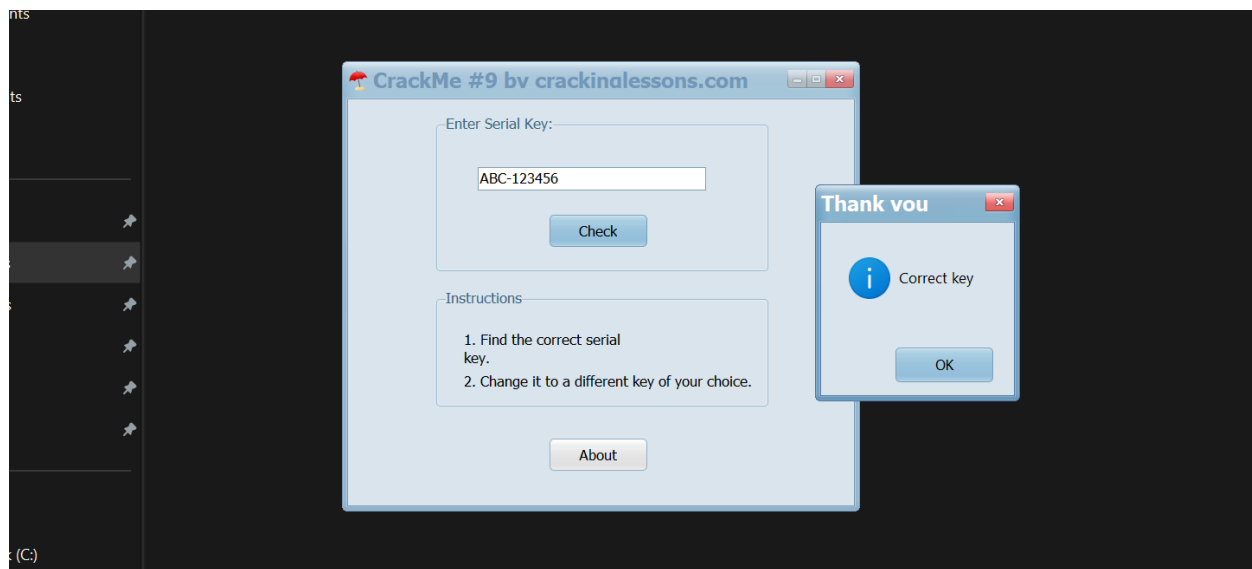 nts
ts
s
s
k (C:)
CrackMe #9 by crackinglessons.com
Enter Serial Key:
ABC-123456
Check
Instructions
1. Find the correct serial
key.
2. Change it to a different key of your choice.
About
Thank you
Correct key
OK